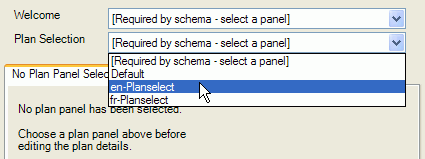 Welcome [Required by schema - select a panel]
Plan Selection [Required by schema - select a panel]
[Required by schema - select a panel]
Default
en-Planselect
fr-Planselect
No Plan Panel Selec
No plan panel has been selected.
Choose a plan panel above before
editing the plan details.